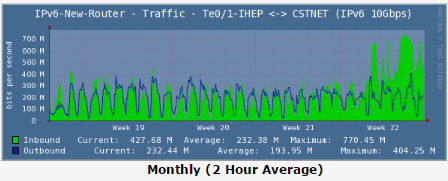 IPv6-New-Router - Traffic - Te0/1-IHEP <-> CSTNET (IPv6 10Gbps)
bits per second
700 M
600 M
500 M
400 M
300 M
200 M
100 M
0
Week 19 Week 20 Week 21 Week 22
Inbound Current: 427.68 M Average: 232.38 M Maximum: 770.45 M
Outbound Current: 232.44 M Average: 193.95 M Maximum: 404.25 M
Monthly (2 Hour Average)